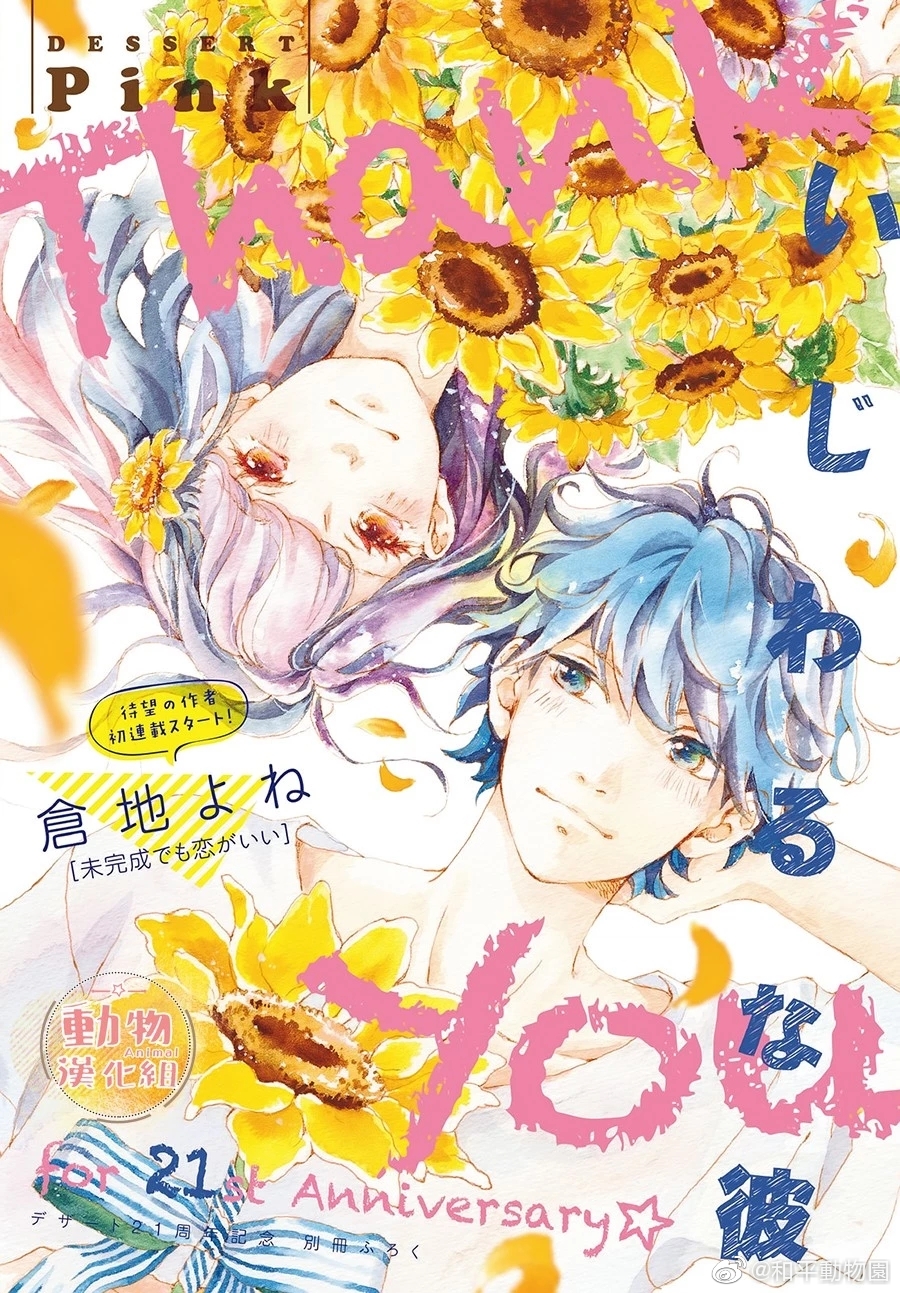 DESSERT
Pink
Thank
いじわるな彼
待望の作者
初連載スタート!
倉地よね
[未完成でも恋がいい]
You
動物
Animal
漢化組
for 21st Anniversary☆
デザート21周年記念 別冊ふろく
@和平動物園